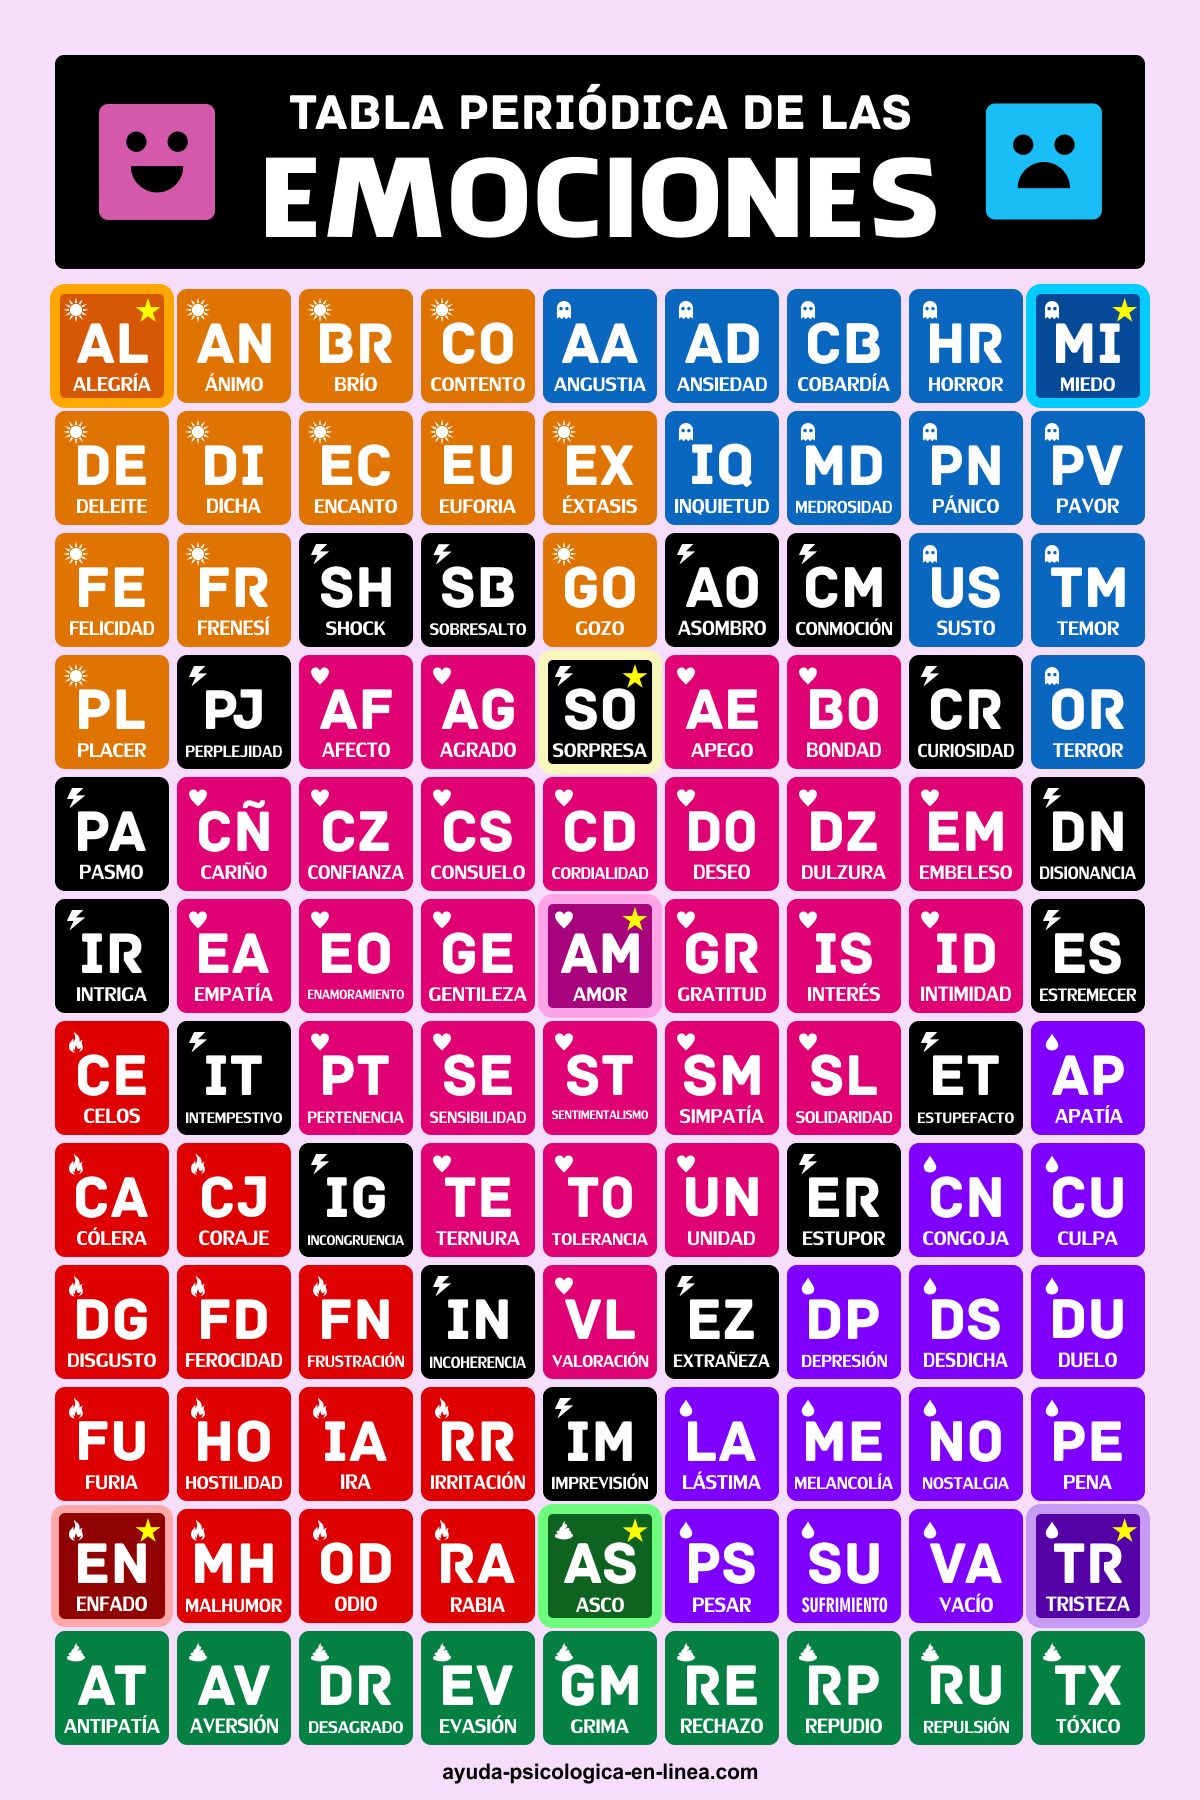 TABLA PERIÓDICA DE LAS
EMOCIONES
AL AN BR CO AA AD CB HR MI
ALEGRÍA ÁNIMO BRÍO CONTENTO ANGUSTIA ANSIEDAD COBARDÍA HORROR MIEDO
DE DI EC EU EX IQ MD PN PV
DELEITE DICHA ENCANTO EUFORIA ÉXTASIS INQUIETUD MEDROSIDAD PÁNICO PAVOR
FE FR SH SB GO AO CM US TM
FELICIDAD FRENESÍ SHOCK SOBRESALTO GOZO ASOMBRO CONMOCIÓN SUSTO TEMOR
PL PJ AF AG SO AE BO CR OR
PLACER PERPLEJIDAD AFECTO AGRADO SORPRESA APEGO BONDAD CURIOSIDAD TERROR
PA CÑ CZ CS CD DO DZ EM DN
PASMO CARIÑO CONFIANZA CONSUELO CORDIALIDAD DESEO DULZURA EMBELESO DISIONANCIA
IR EA EO GE AM GR IS ID ES
INTRIGA EMPATÍA ENAMORAMIENTO GENTILEZA AMOR GRATITUD INTERÉS INTIMIDAD ESTREMECER
CE IT PT SE ST SM SL ET AP
CELOS INTEMPESTIVO PERTENENCIA SENSIBILIDAD SENTIMENTALISMO SIMPATÍA SOLIDARIDAD ESTUPEFACTO APATÍA
CA CJ IG TE TO UN ER CN CU
CÓLERA CORAJE INCONGRUENCIA TERNURA TOLERANCIA UNIDAD ESTUPOR CONGOJA CULPA
DG FD FN IN VL EZ DP DS DU
DISGUSTO FEROCIDAD FRUSTRACIÓN INCOHERENCIA VALORACIÓN EXTRAÑEZA DEPRESIÓN DESDICHA DUELO
FU HO IA RR IM LA ME NO PE
FURIA HOSTILIDAD IRA IRRITACIÓN IMPREVISIÓN LÁSTIMA MELANCOLÍA NOSTALGIA PENA
EN MH OD RA AS PS SU VA TR
ENFADO MALHUMOR ODIO RABIA ASCO PESAR SUFRIMIENTO VACÍO TRISTEZA
AT AV DR EV GM RE RP RU TX
ANTIPATÍA AVERSIÓN DESAGRADO EVASIÓN GRIMA RECHAZO REPUDIO REPULSIÓN TÓXICO
ayuda-psicologica-en-linea.com